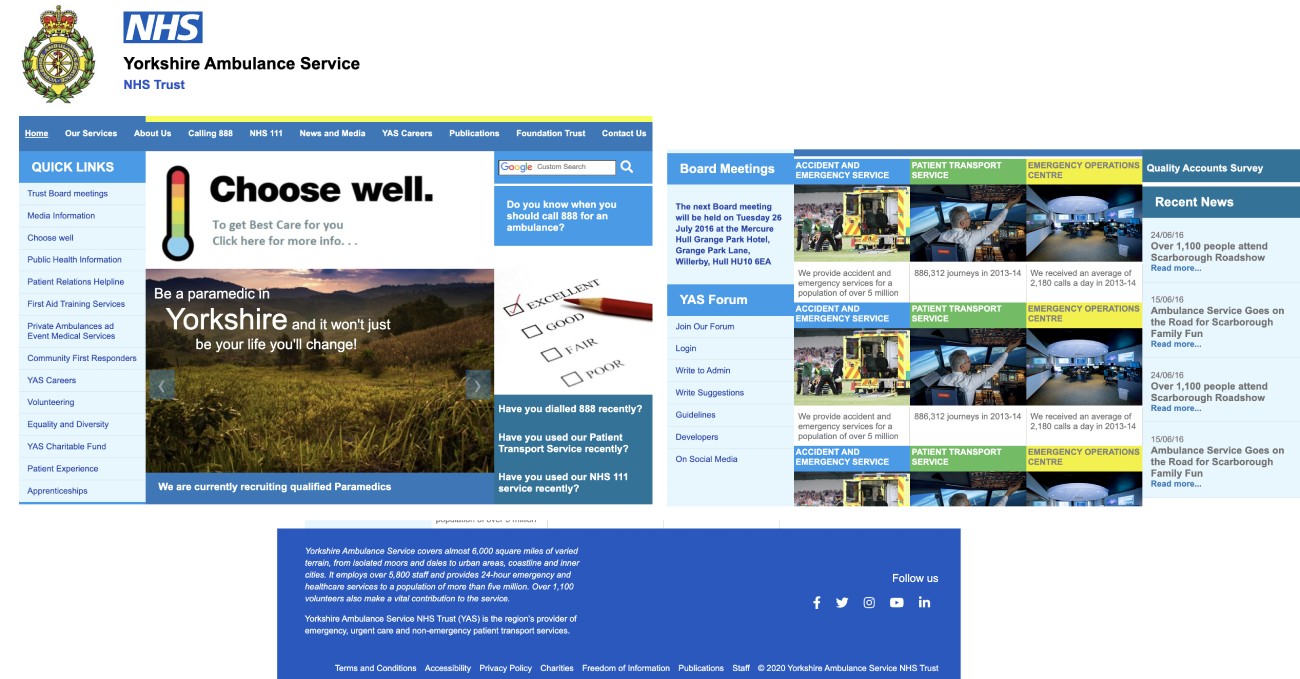 NHS
Yorkshire Ambulance Service
NHS Trust
Home Our Services About Us Calling 888 NHS 111 News and Media YAS Careers Publications Foundation Trust Contact Us
QUICK LINKS
Trust Board meetings
Media Information
Choose well
Public Health Information
Patient Relations Helpline
First Aid Training Services
Private Ambulances ad
Event Medical Services
Community First Responders
YAS Careers
Volunteering
Equality and Diversity
YAS Charitable Fund
Patient Experience
Apprenticeships
Choose well.
To get Best Care for you
Click here for more info. . .
Be a paramedic in
Yorkshire and it won't just
be your life you'll change!
We are currently recruiting qualified Paramedics
Google Custom Search
Do you know when you
should call 888 for an
ambulance?
EXCELLENT
GOOD
FAIR
POOR
Have you dialled 888 recently?
Have you used our Patient
Transport Service recently?
Have you used our NHS 111
service recently?
Board Meetings
The next Board meeting
will be held on Tuesday 26
July 2016 at the Mercure
Hull Grange Park Hotel,
Grange Park Lane,
Willerby, Hull HU10 6EA
YAS Forum
Join Our Forum
Login
Write to Admin
Write Suggestions
Guidelines
Developers
On Social Media
ACCIDENT AND
EMERGENCY SERVICE
PATIENT TRANSPORT
SERVICE
EMERGENCY OPERATIONS
CENTRE
We provide accident and
emergency services for a
population of over 5 million
886,312 journeys in 2013-14
We received an average of
2,180 calls a day in 2013-14
ACCIDENT AND
EMERGENCY SERVICE
PATIENT TRANSPORT
SERVICE
EMERGENCY OPERATIONS
CENTRE
We provide accident and
emergency services for a
population of over 5 million
886,312 journeys in 2013-14
We received an average of
2,180 calls a day in 2013-14
ACCIDENT AND
EMERGENCY SERVICE
PATIENT TRANSPORT
SERVICE
EMERGENCY OPERATIONS
CENTRE
Quality Accounts Survey
Recent News
24/06/16
Over 1,100 people attend
Scarborough Roadshow
Read more...
15/06/16
Ambulance Service Goes on
the Road for Scarborough
Family Fun
Read more...
24/06/16
Over 1,100 people attend
Scarborough Roadshow
Read more...
15/06/16
Ambulance Service Goes on
the Road for Scarborough
Family Fun
Read more...
population of over 5 million
Yorkshire Ambulance Service covers almost 6,000 square miles of varied
terrain, from isolated moors and dales to urban areas, coastline and inner
cities. It employs over 5,800 staff and provides 24-hour emergency and
healthcare services to a population of more than five million. Over 1,100
volunteers also make a vital contribution to the service.
Yorkshire Ambulance Service NHS Trust (YAS) is the region's provider of
emergency, urgent care and non-emergency patient transport services.
Follow us
Terms and Conditions Accessibility Privacy Policy Charities Freedom of Information Publications Staff © 2020 Yorkshire Ambulance Service NHS Trust